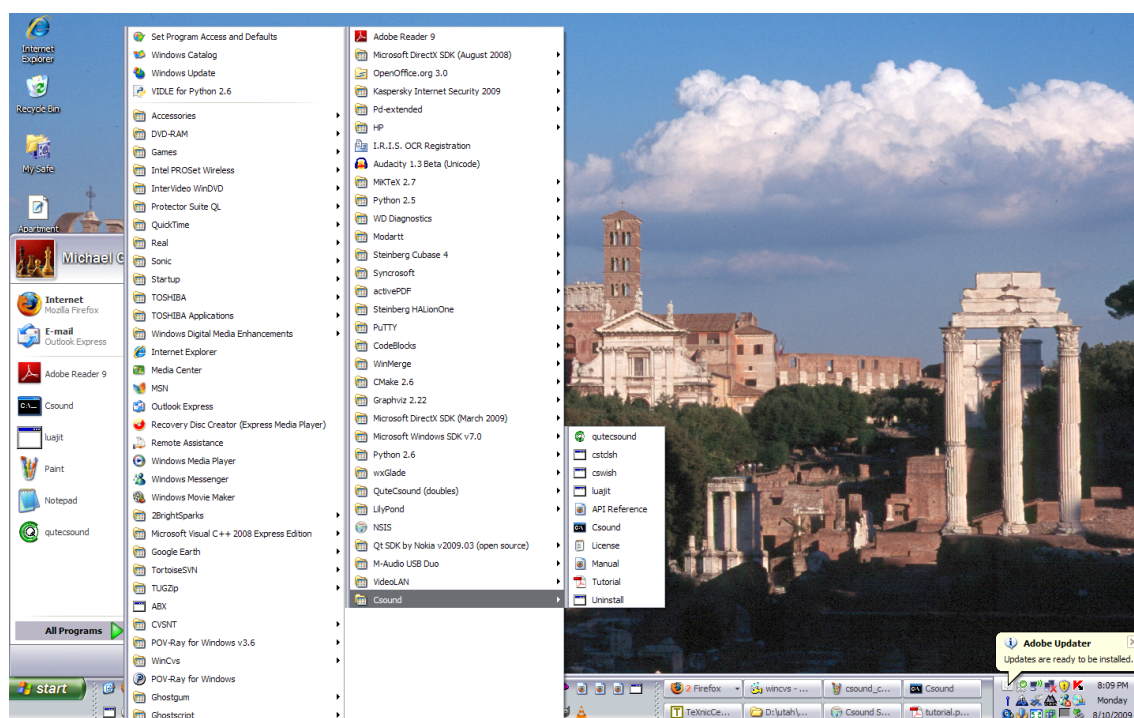 Internet
Explorer
Recycle Bin
My Safe
Apartment
Michael C
Internet
Mozilla Firefox
E-mail
Outlook Express
Adobe Reader 9
Csound
luajit
Paint
Notepad
qutecsound
All Programs
Set Program Access and Defaults
Windows Catalog
Windows Update
VIDLE for Python 2.6
Accessories
DVD-RAM
Games
Intel PROSet Wireless
InterVideo WinDVD
Protector Suite QL
QuickTime
Real
Sonic
Startup
TOSHIBA
TOSHIBA Applications
Windows Digital Media Enhancements
Internet Explorer
Media Center
MSN
Outlook Express
Recovery Disc Creator (Express Media Player)
Remote Assistance
Windows Media Player
Windows Messenger
Windows Movie Maker
2BrightSparks
Microsoft Visual C++ 2008 Express Edition
Google Earth
TortoiseSVN
TUGZip
ABX
CVSNT
POV-Ray for Windows v3.6
WinCvs
POV-Ray for Windows
Ghostgum
Ghostscript
Adobe Reader 9
Microsoft DirectX SDK (August 2008)
OpenOffice.org 3.0
Kaspersky Internet Security 2009
Pd-extended
HP
I.R.I.S. OCR Registration
Audacity 1.3 Beta (Unicode)
MiKTeX 2.7
Python 2.5
WD Diagnostics
Modartt
Steinberg Cubase 4
Syncrosoft
activePDF
Steinberg HALionOne
PuTTY
CodeBlocks
WinMerge
CMake 2.6
Graphviz 2.22
Microsoft DirectX SDK (March 2009)
Microsoft Windows SDK v7.0
Python 2.6
wxGlade
QuteCsound (doubles)
LilyPond
NSIS
Qt SDK by Nokia v2009.03 (open source)
M-Audio USB Duo
VideoLAN
Csound
qutecsound
cstclsh
cswish
luajit
API Reference
Csound
License
Manual
Tutorial
Uninstall
Adobe Updater
Updates are ready to be installed.
start
2 Firefox
wincvs - ...
csound_c...
Csound
8:09 PM
Monday
TeXnicCe...
D:\utah\...
Csound S...
tutorial.p...
8/10/2009